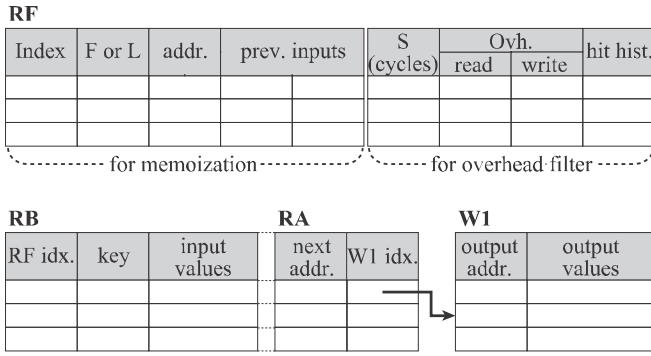 RF
Index F or L addr. prev. inputs S (cycles) Ovh. read write hit hist.
for memoization for overhead filter
RB RA W1
RF idx. key input values next addr. W1 idx. output addr. output values